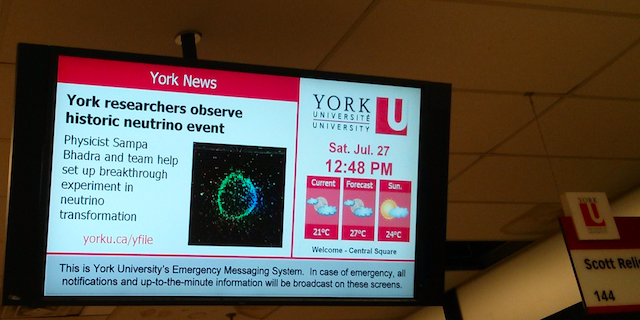 York News
York researchers observe
historic neutrino event
Physicist Sampa
Bhadra and team help
set up breakthrough
experiment in
neutrino
transformation
yorku.ca/yfile
YORK
UNIVERSITÉ
UNIVERSITY
U
Sat. Jul. 27
12:48 PM
Current Forecast Sun.
21°C 27°C 24°C
Welcome - Central Square
This is York University's Emergency Messaging System. In case of emergency, all
notifications and up-to-the-minute information will be broadcast on these screens.
YORK
U
Scott Reli
144